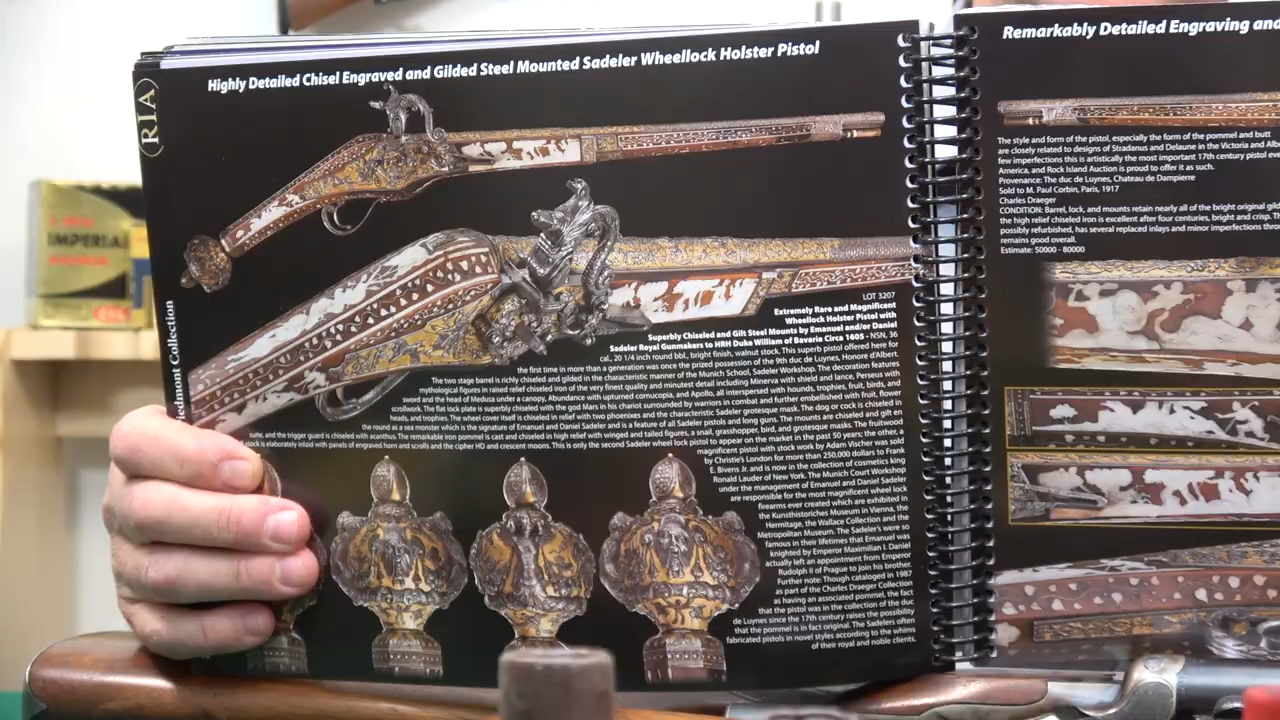 Highly Detailed Chisel Engraved and Gilded Steel Mounted Sadeler Wheellock Holster Pistol
RIA
IMPERIAL
iedmont Collection
LOT 3207
Extremely Rare and Magnificent
Wheellock Holster Pistol with
Superbly Chiseled and Gilt Steel Mounts by Emanuel and/or Daniel
Sadeler Royal Gunmakers to HRH Duke William of Bavaria Circa 1605 - NSN, 36
cal., 20 1/4 inch round bbl., bright finish, walnut stock. This superb pistol offered here for
the first time in more than a generation was once the prized possession of the 9th duc de Luynes, Honore d'Albert.
The two stage barrel is richly chiseled and gilded in the characteristic manner of the Munich School, Sadeler Workshop. The decoration features
mythological figures in raised relief chiseled iron of the very finest quality and minutest detail including Minerva with shield and lance, Perseus with
sword and the head of Medusa under a canopy, Abundance with upturned cornucopia, and Apollo, all interspersed with hounds, trophies, fruit, birds, and
scrollwork. The flat lock plate is superbly chiseled with the god Mars in his chariot surrounded by warriors in combat and further embellished with fruit, flower
heads, and trophies. The wheel cover itself is chiseled in relief with two phoenixes and the characteristic Sadeler grotesque mask. The dog or cock is chiseled in
the round as a sea monster which is the signature of Emanuel and Daniel Sadeler and is a feature of all Sadeler pistols and long guns. The mounts are chiseled and gilt en
suite, and the trigger guard is chiseled with acanthus. The remarkable iron pommel is cast and chiseled in high relief with winged and tailed figures, a snail, grasshopper, bird, and grotesque masks. The fruitwood
stock is elaborately inlaid with panels of engraved horn and scrolls and the cipher HD and crescent moons. This is only the second Sadeler wheel lock pistol to appear on the market in the past 50 years; the other, a
magnificent pistol with stock work by Adam Vischer was sold
by Christie's London for more than 250,000 dollars to Frank
E. Bivens Jr. and is now in the collection of cosmetics king
Ronald Lauder of New York. The Munich Court Workshop
under the management of Emanuel and Daniel Sadeler
are responsible for the most magnificent wheel lock
firearms ever created which are exhibited in
the Kunsthistoriches Museum in Vienna, the
Hermitage, the Wallace Collection and the
Metropolitan Museum. The Sadeler's were so
famous in their lifetimes that Emanuel was
knighted by Emperor Maximilian I. Daniel
actually left an appointment from Emperor
Rudolph II of Prague to join his brother.
Further note: Though cataloged in 1987
as part of the Charles Draeger Collection
as having an associated pommel, the fact
that the pistol was in the collection of the duc
de Luynes since the 17th century raises the possibility
that the pommel is in fact original. The Sadelers often
fabricated pistols in novel styles according to the whims
of their royal and noble clients.
Remarkably Detailed Engraving and
The style and form of the pistol, especially the form of the pommel and butt
are closely related to designs of Stradanus and Delaune in the Victoria and Albe
few imperfections this is artistically the most important 17th century pistol eve
America, and Rock Island Auction is proud to offer it as such.
Provenance: The duc de Luynes, Chateau de Dampierre
Sold to M. Paul Corbin, Paris, 1917
Charles Draeger
CONDITION: Barrel, lock, and mounts retain nearly all of the bright original gild
the high relief chiseled iron is excellent after four centuries, bright and crisp. T
possibly refurbished, has several replaced inlays and minor imperfections throu
remains good overall.
Estimate: 50000 - 80000